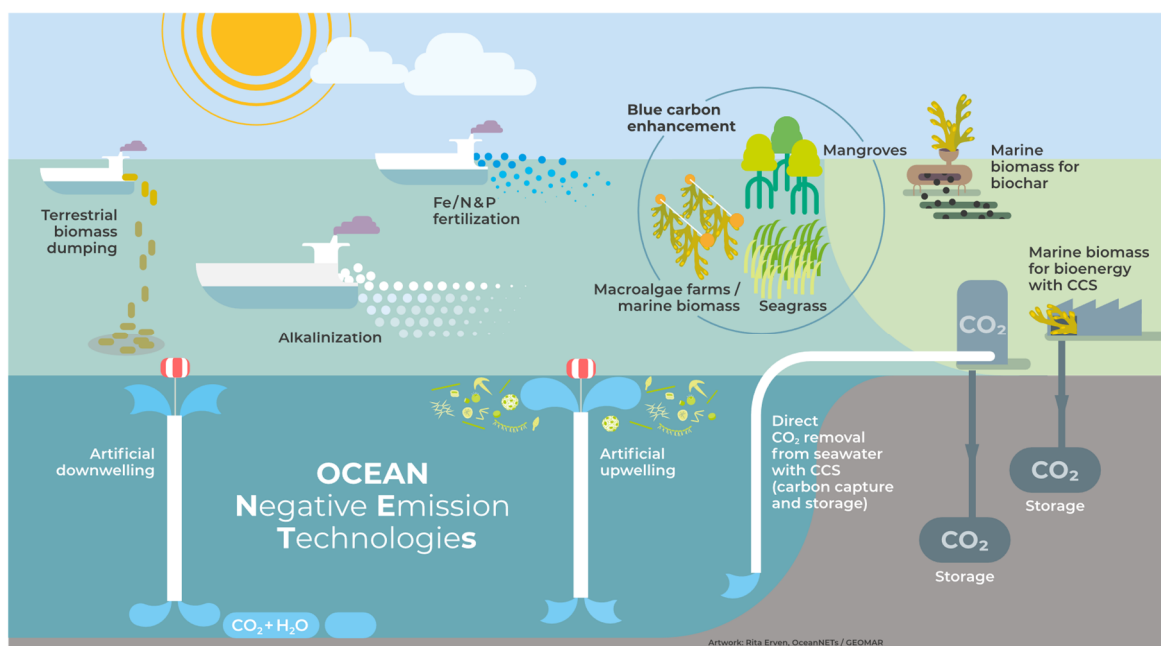 Blue carbon
enhancement
Mangroves
Marine
biomass for
biochar
Terrestrial
biomass
dumping
Fe/N&P
fertilization
Marine biomass
for bioenergy
with CCS
Macroalgae farms /
marine biomass
Seagrass
CO₂
Alkalinization
Artificial
downwelling
OCEAN
Negative Emission
Technologies
Artificial
upwelling
Direct
CO₂ removal
from seawater
with CCS
(carbon capture
and storage)
CO₂
Storage
CO₂
Storage
CO₂+H₂O
Artwork: Rita Erven, OceanNETs / GEOMAR